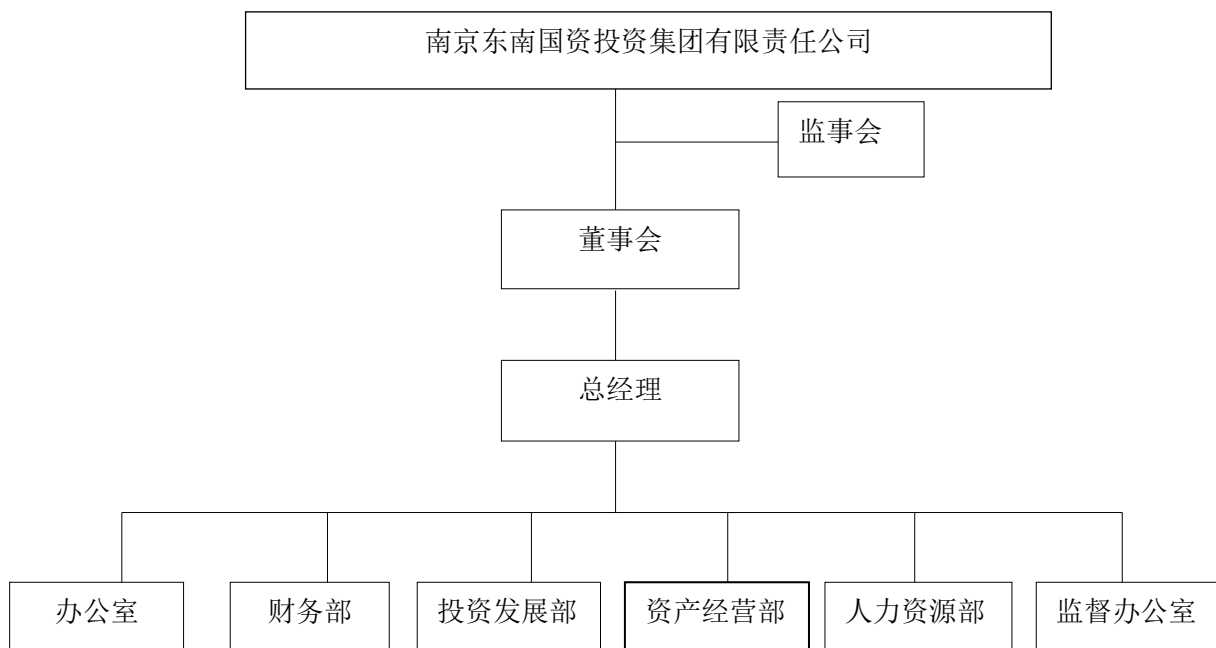 南京东南国资投资集团有限责任公司
监事会
董事会
总经理
办公室
财务部
投资发展部
资产经营部
人力资源部
监督办公室